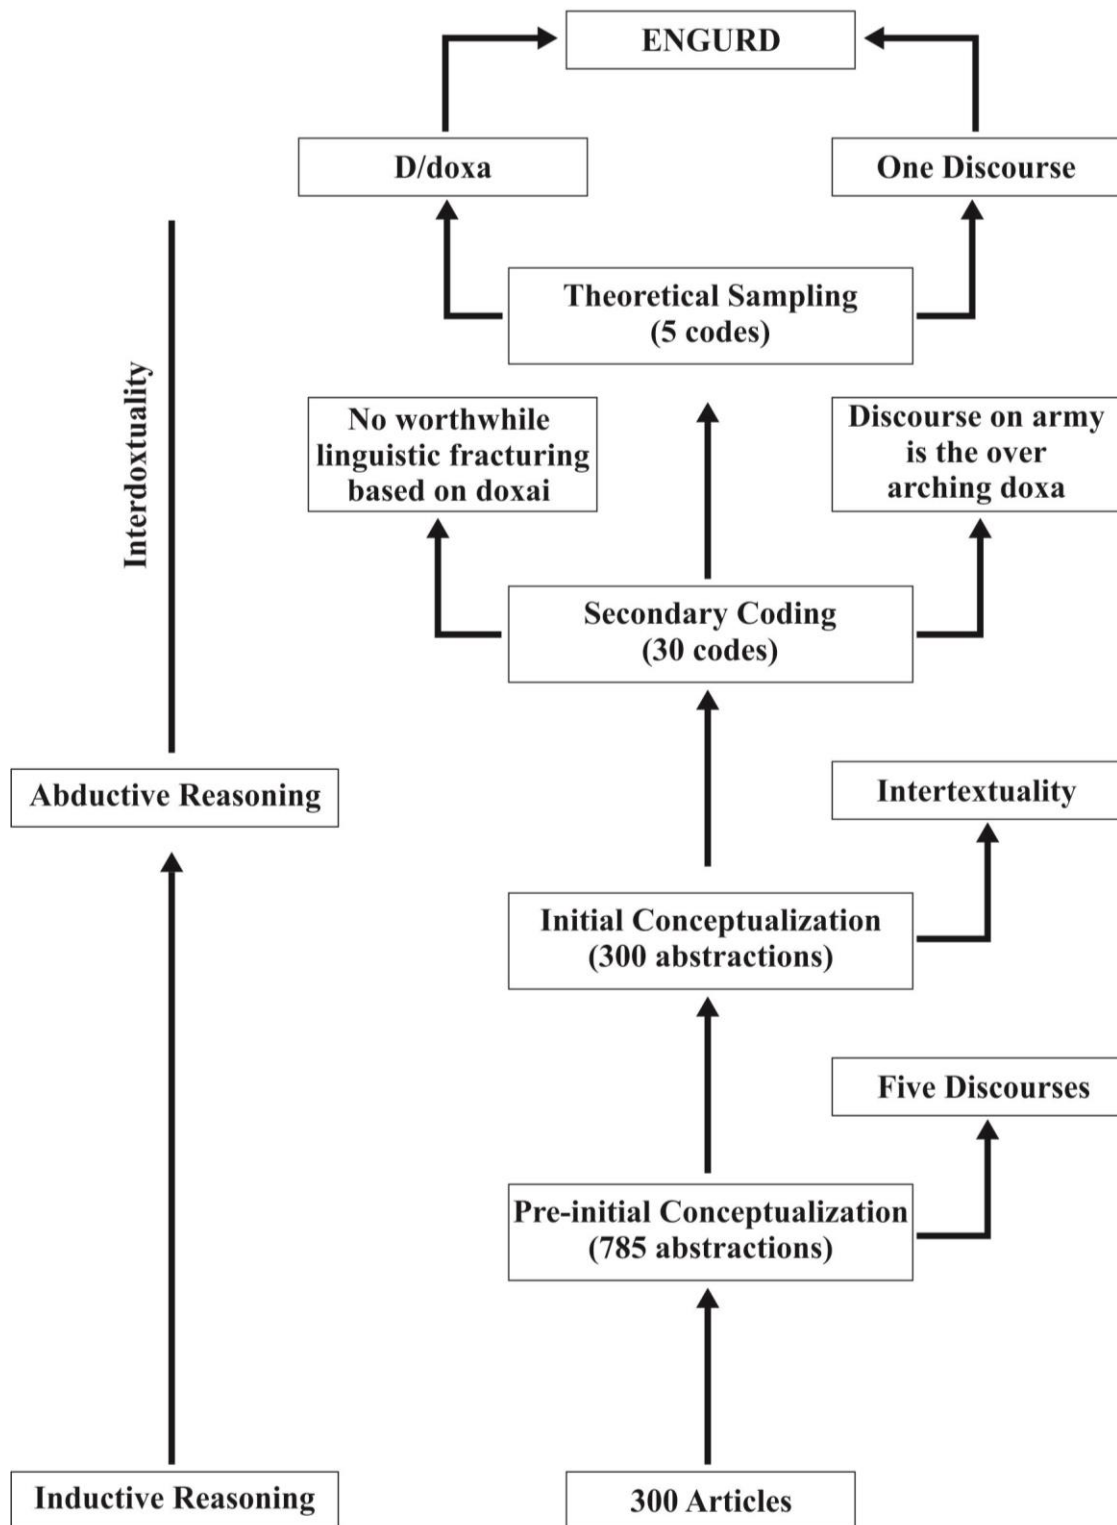 ENGURD
D/doxa
One Discourse
Theoretical Sampling
(5 codes)
Interdoxtuality
No worthwhile
linguistic fracturing
based on doxai
Discourse on army
is the over
arching doxa
Secondary Coding
(30 codes)
Abductive Reasoning
Intertextuality
Initial Conceptualization
(300 abstractions)
Five Discourses
Pre-initial Conceptualization
(785 abstractions)
Inductive Reasoning
300 Articles